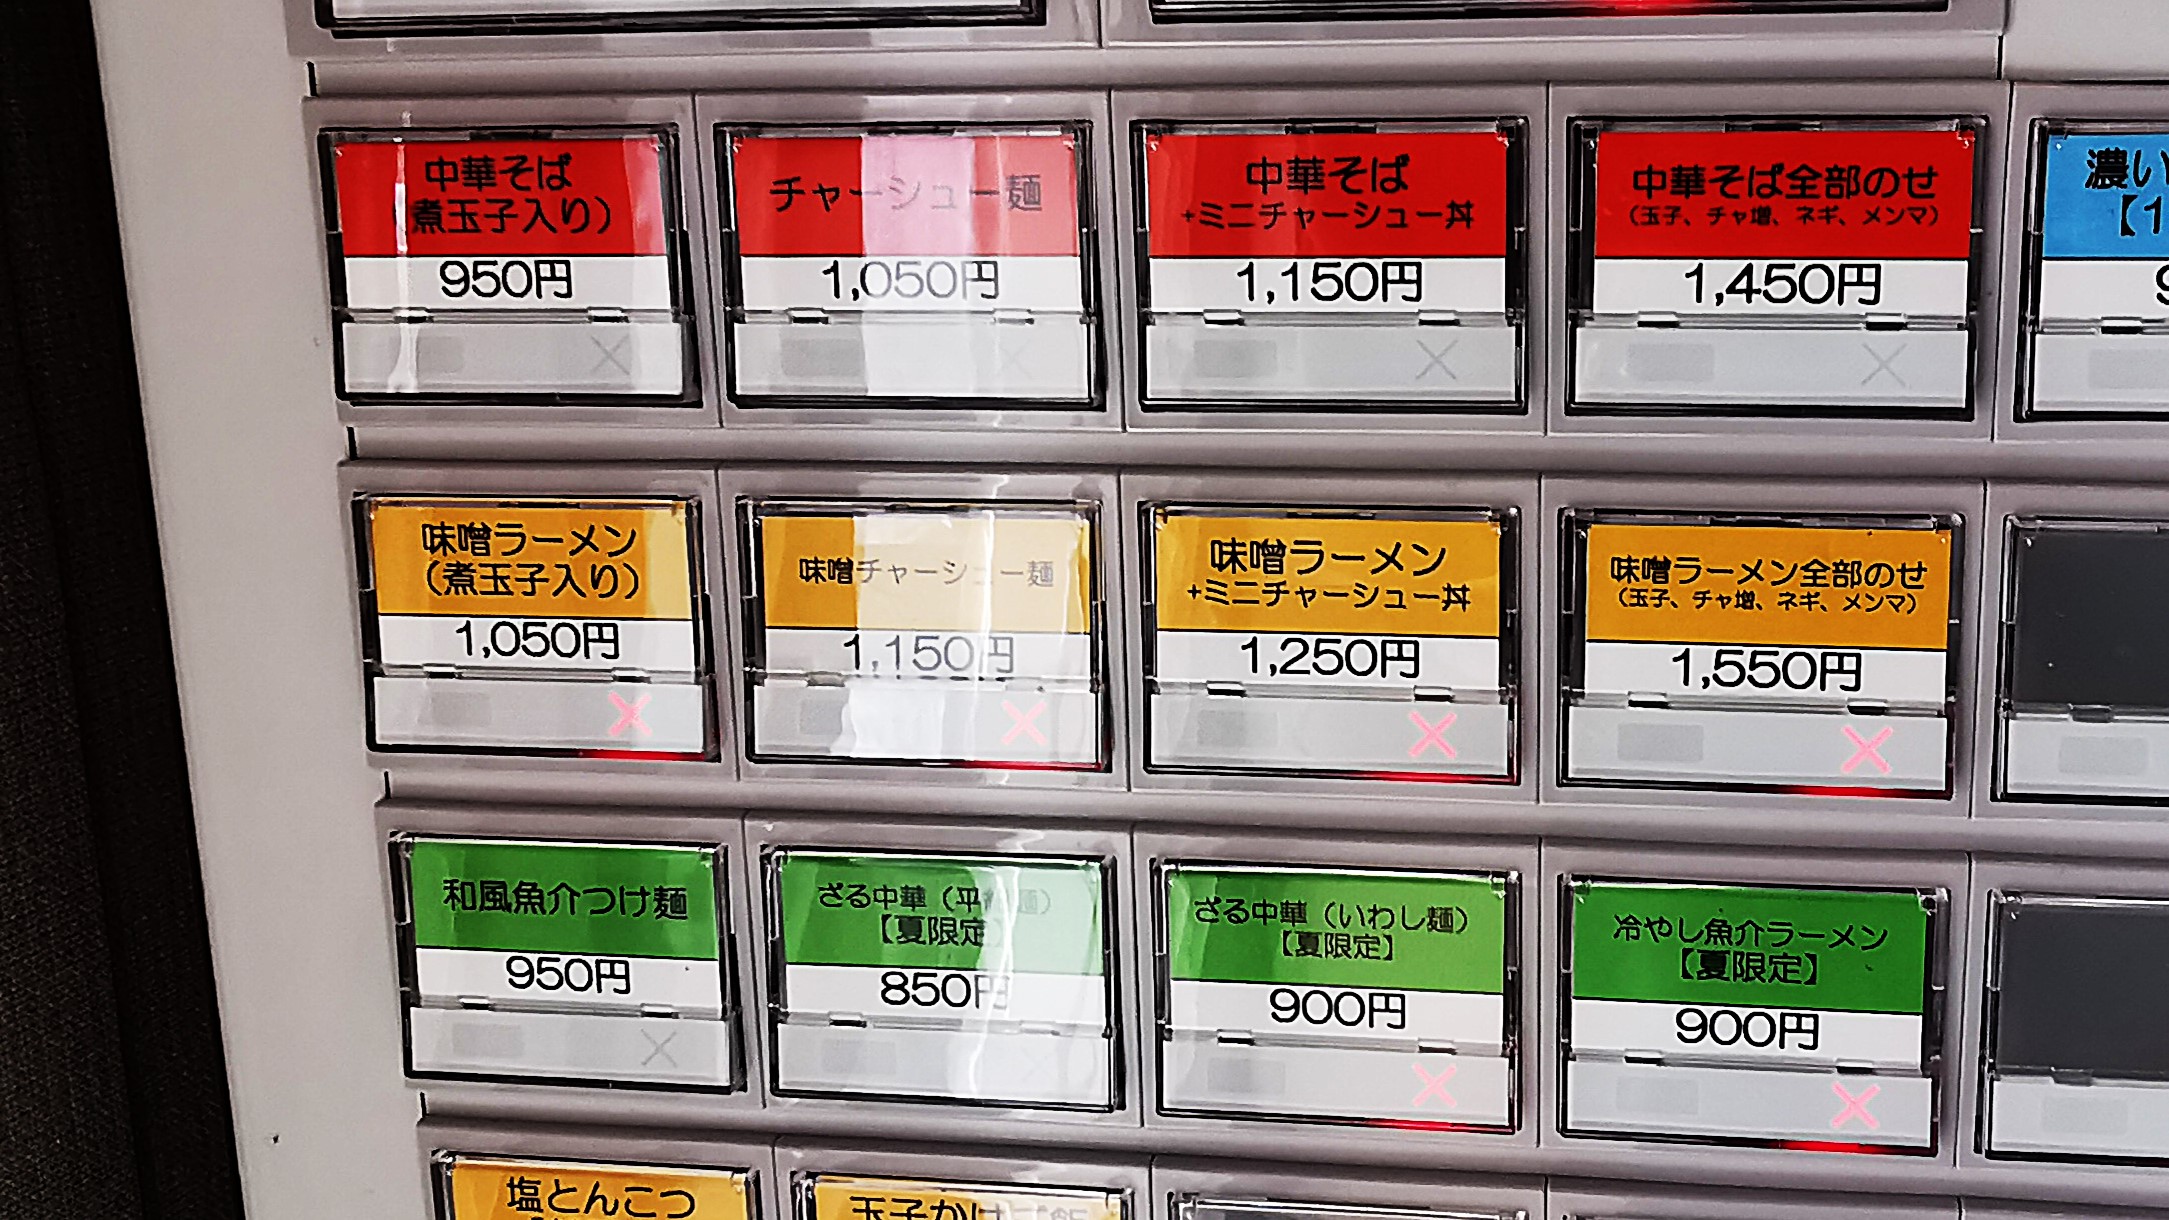 中華そば
煮玉子入り）
950円
チャーシュー麺
1,050円
中華そば
+ミニチャーシュー丼
1,150円
中華そば全部のせ
（玉子、チャ増、ネギ、メンマ）
1,450円
濃い
【1
味噌ラーメン
（煮玉子入り）
1,050円
味噌チャーシュー麺
1,150円
味噌ラーメン
+ミニチャーシュー丼
1,250円
味噌ラーメン全部のせ
（玉子、チャ増、ネギ、メンマ）
1,550円
和風魚介つけ麺
950円
ざる中華（平　麺）
【夏限定
850円
ざる中華（いわし麺）
【夏限定】
900円
冷やし魚介ラーメン
【夏限定】
900円
塩とんこつ
玉子かけご飯